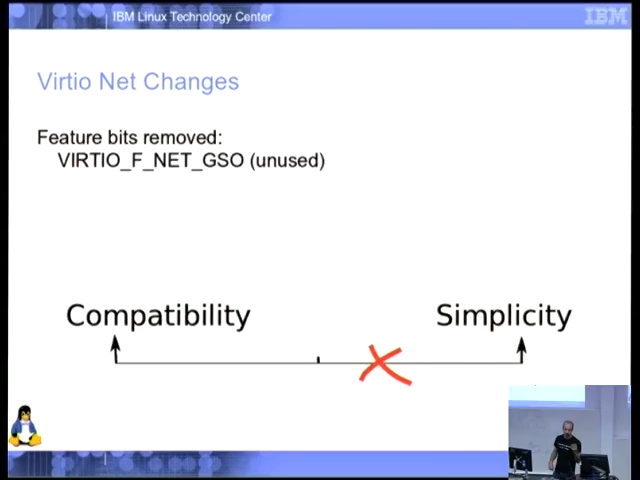 IBM Linux Technology Center
IBM
Virtio Net Changes
Feature bits removed:
VIRTIO_F_NET_GSO (unused)
Compatibility
Simplicity